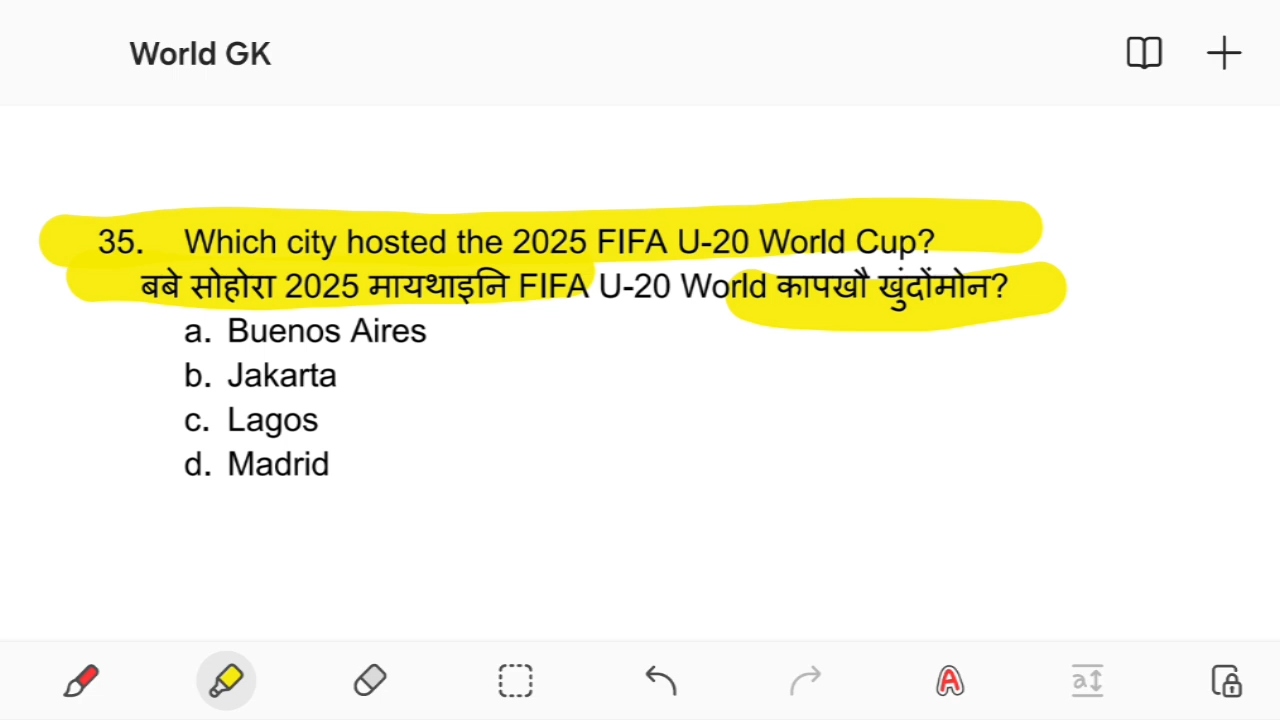 World GK
35. Which city hosted the 2025 FIFA U-20 World Cup?
बबे सोहोरा 2025 मायथाइनि FIFA U-20 World कापखौ खुंदोंमोन?
a. Buenos Aires
b. Jakarta
c. Lagos
d. Madrid
A a